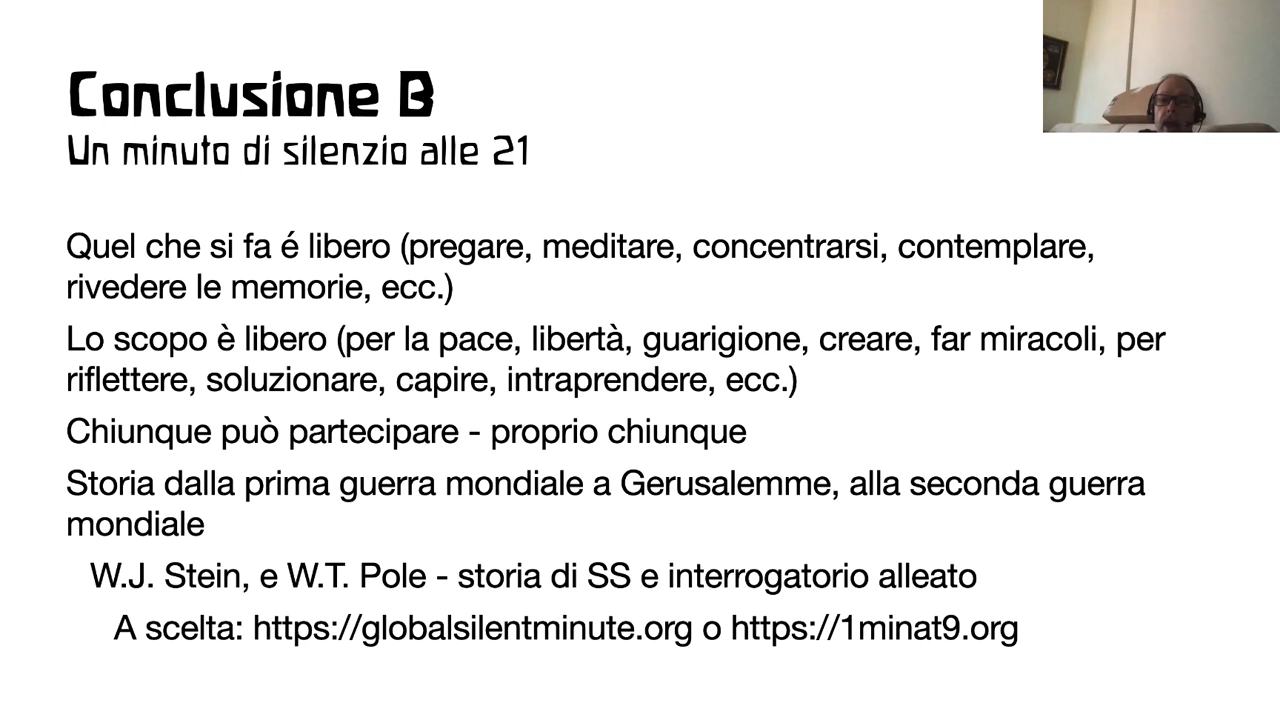 Conclusione B
Un minuto di silenzio alle 21
Quel che si fa é libero (pregare, meditare, concentrarsi, contemplare,
rivedere le memorie, ecc.)
Lo scopo è libero (per la pace, libertà, guarigione, creare, far miracoli, per
riflettere, soluzionare, capire, intraprendere, ecc.)
Chiunque può partecipare - proprio chiunque
Storia dalla prima guerra mondiale a Gerusalemme, alla seconda guerra
mondiale
W.J. Stein, e W.T. Pole - storia di SS e interrogatorio alleato
A scelta: https://globalsilentminute.org o https://1minat9.org